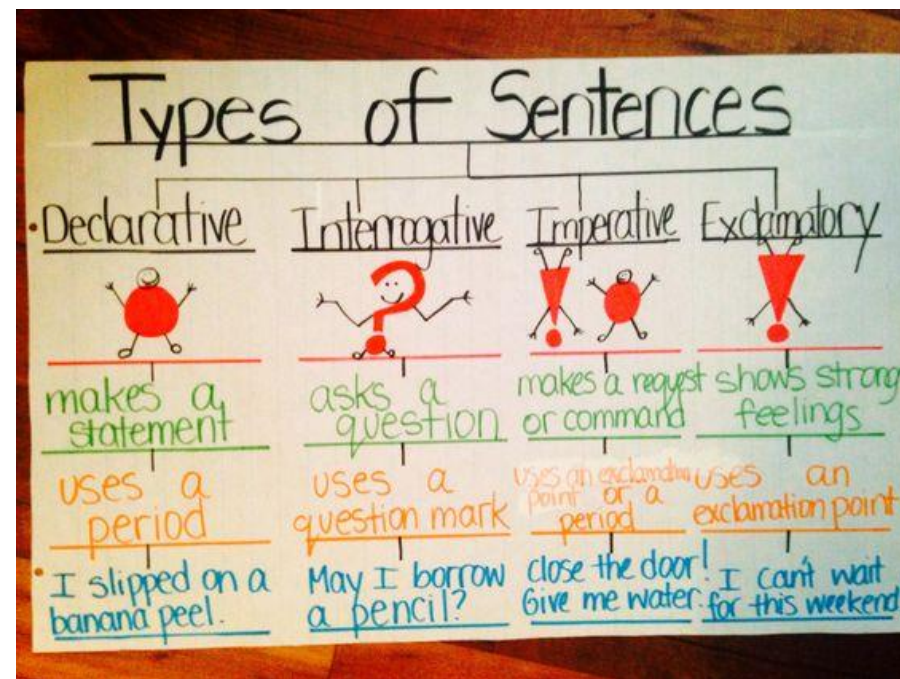 Types of Sentences
Declarative
Interrogative
Imperative
Exclamatory
makes a
statement
asks a
question
makes a request
or command
shows strong
feelings
uses a
period
uses a
question mark
uses an exclamation
point or a
period
uses an
exclamation point
I slipped on a
banana peel.
May I borrow
a pencil?
close the door!
Give me water.
I can't wait
for this weekend